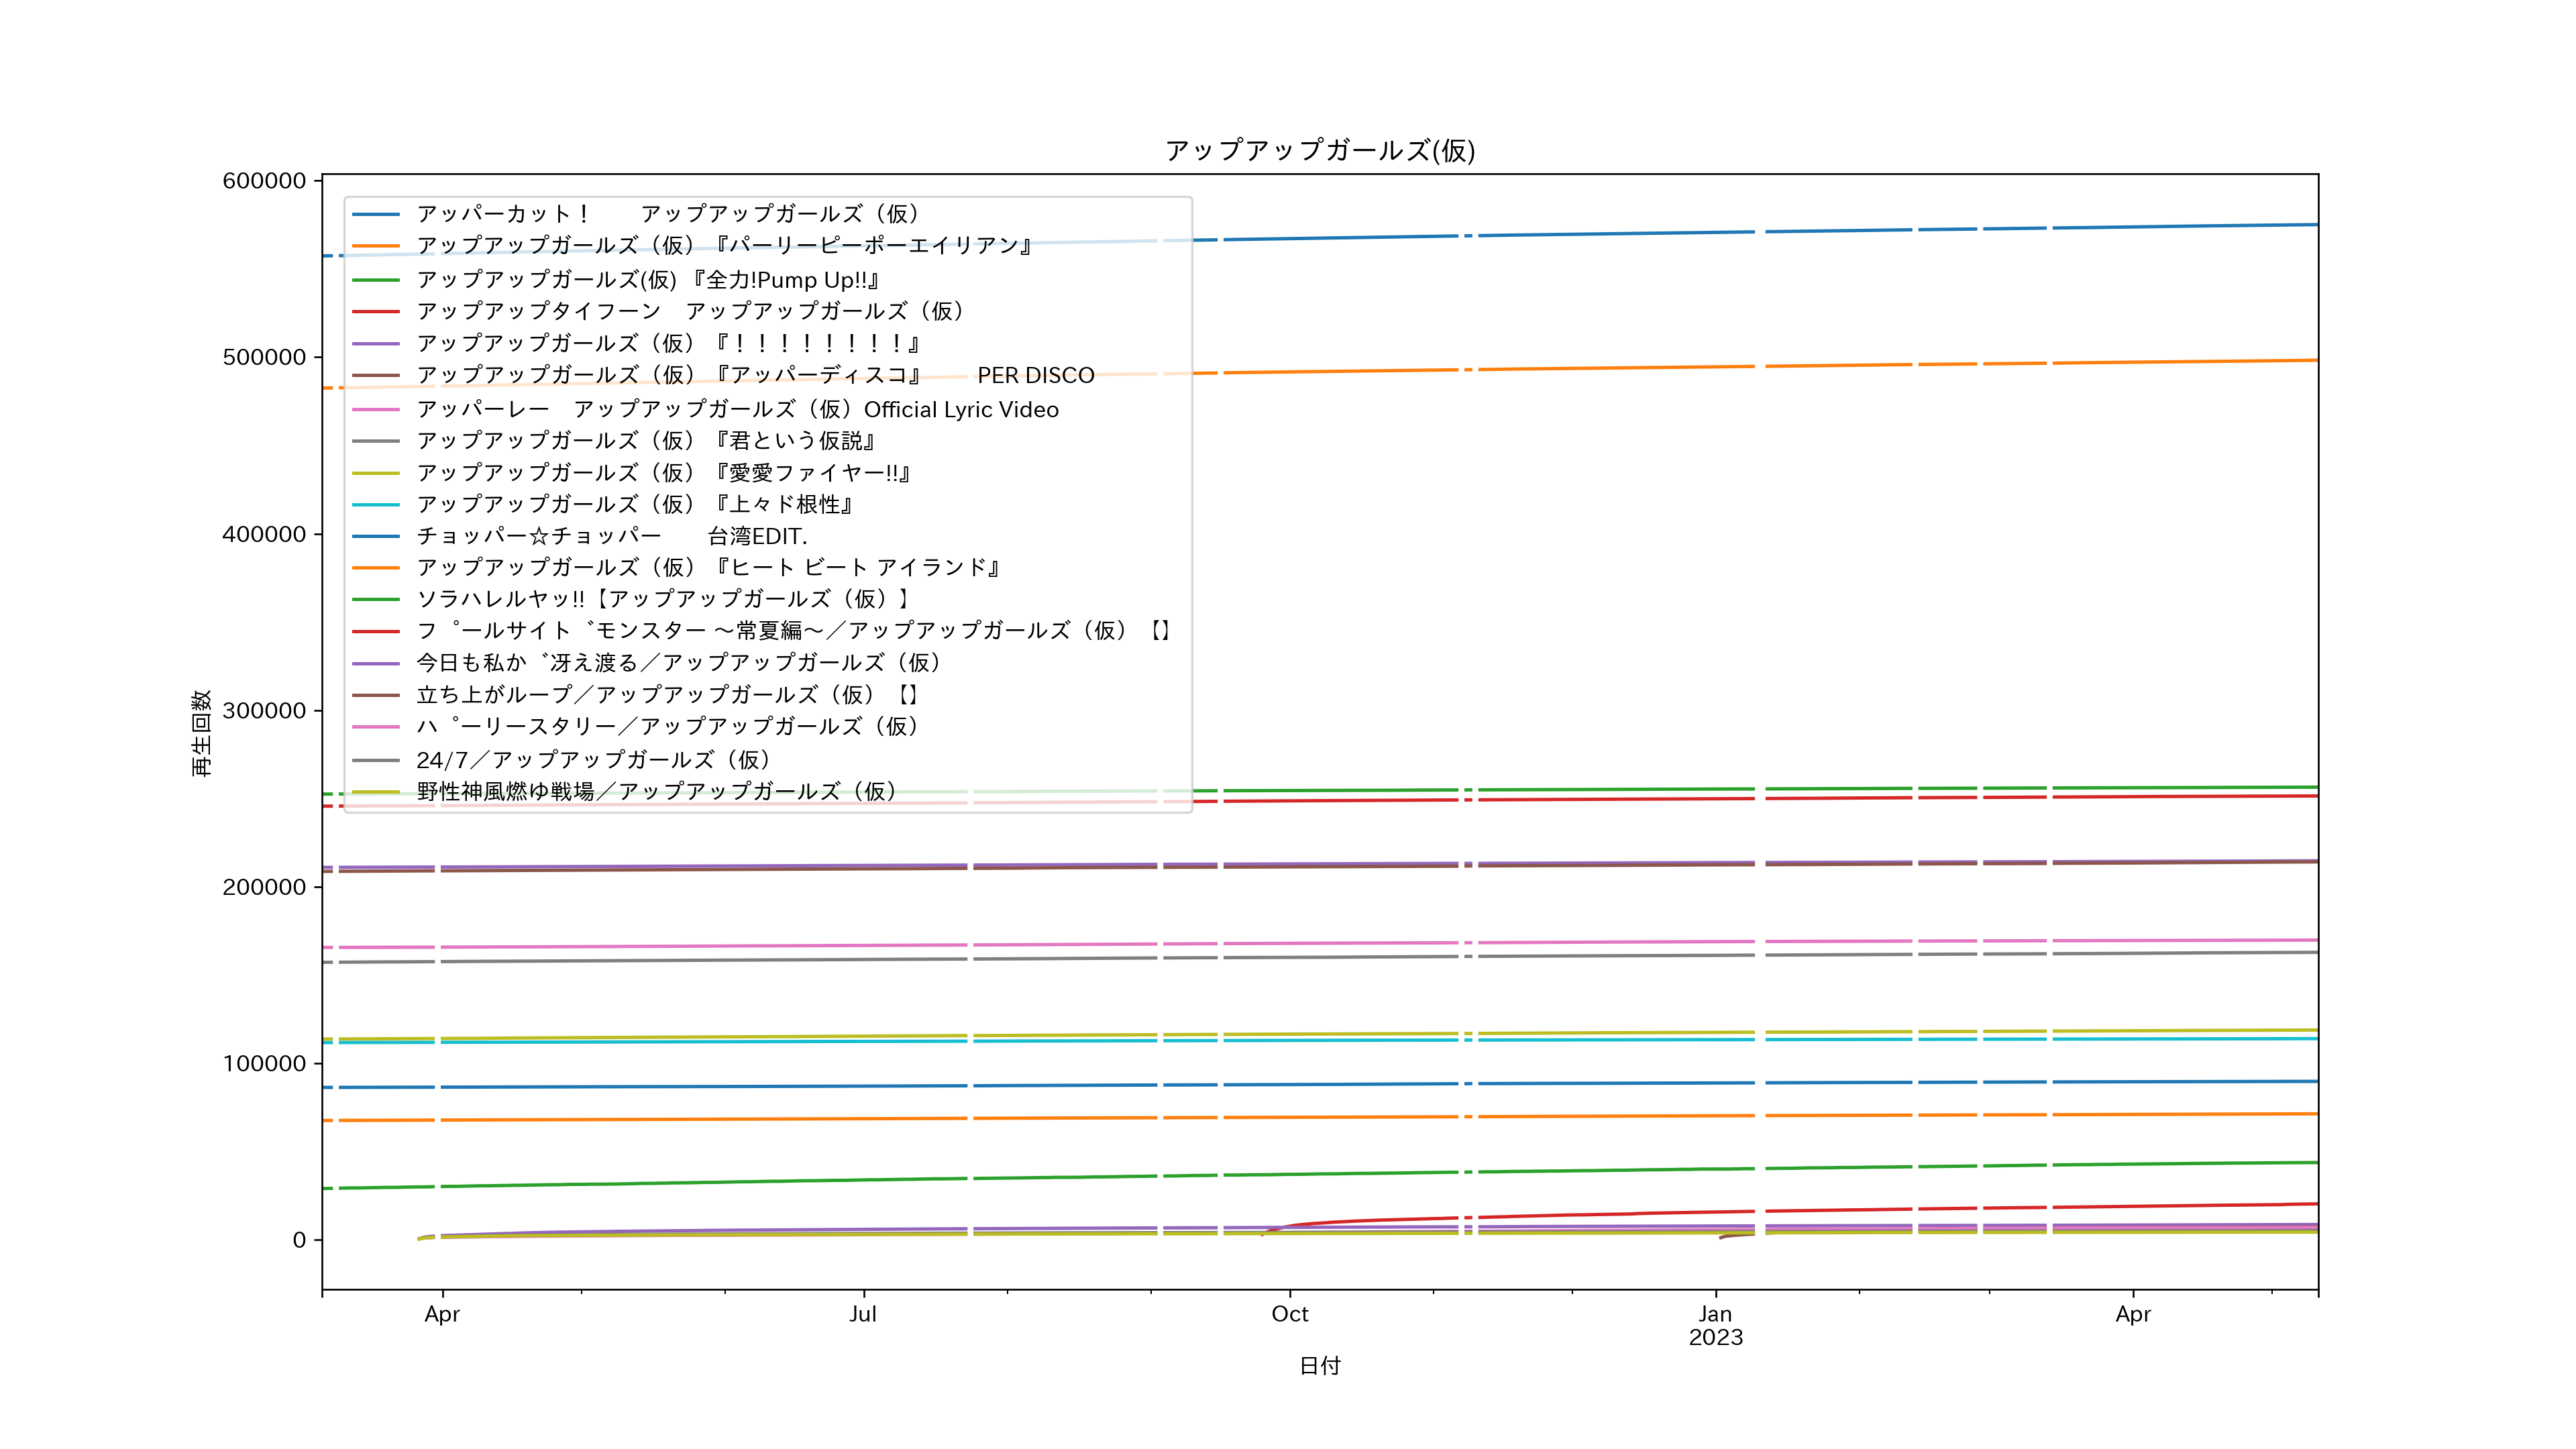 アップアップガールズ(仮)
600000
500000
400000
300000
200000
100000
0
再生回数
アッパーカット！　　アップアップガールズ（仮）
アップアップガールズ（仮）『パーリーピーポーエイリアン』
アップアップガールズ(仮) 『全力!Pump Up!!』
アップアップタイフーン　アップアップガールズ（仮）
アップアップガールズ（仮）『！！！！！！！！』
アップアップガールズ（仮）『アッパーディスコ』　　PER DISCO
アッパーレー　アップアップガールズ（仮）Official Lyric Video
アップアップガールズ（仮）『君という仮説』
アップアップガールズ（仮）『愛愛ファイヤー!!』
アップアップガールズ（仮）『上々ド根性』
チョッパー☆チョッパー　　台湾EDIT.
アップアップガールズ（仮）『ヒート ビート アイランド』
ソラハレルヤッ!!【アップアップガールズ（仮）】
フ゜ールサイト゛モンスター 〜常夏編〜／アップアップガールズ（仮）【】
今日も私か゛冴え渡る／アップアップガールズ（仮）
立ち上がループ／アップアップガールズ（仮）【】
ハ゜ーリースタリー／アップアップガールズ（仮）
24/7／アップアップガールズ（仮）
野性神風燃ゆ戦場／アップアップガールズ（仮）
Apr Jul Oct Jan Apr
2023
日付